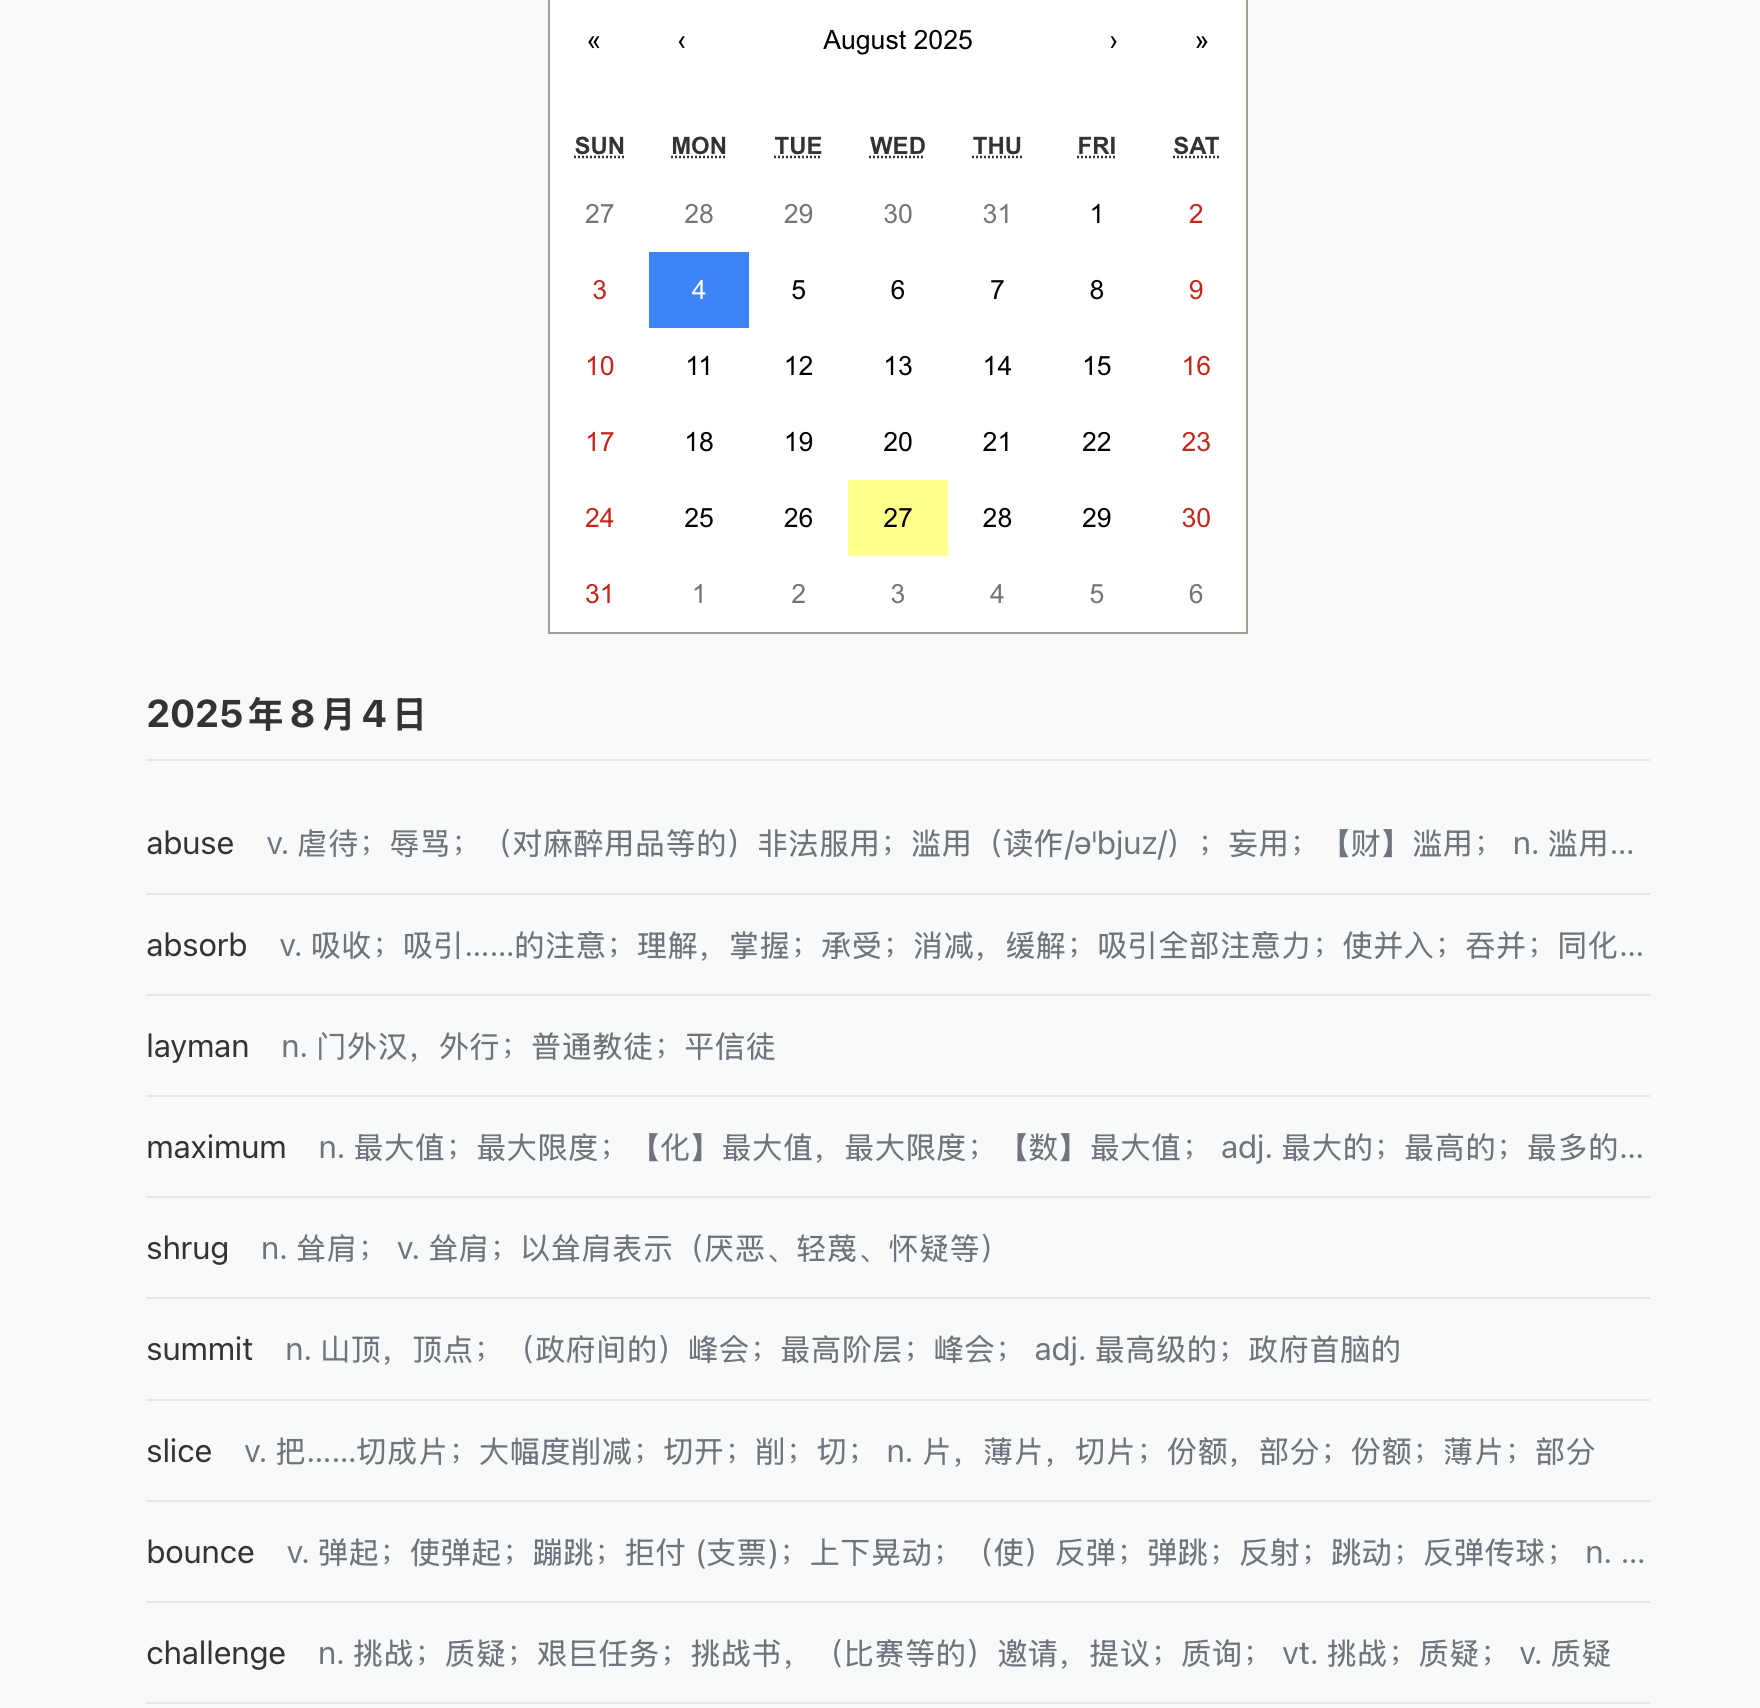 « ‹ August 2025 › »
SUN MON TUE WED THU FRI SAT
27 28 29 30 31 1 2
3 4 5 6 7 8 9
10 11 12 13 14 15 16
17 18 19 20 21 22 23
24 25 26 27 28 29 30
31 1 2 3 4 5 6
2025年8月4日
abuse v. 虐待；辱骂；（对麻醉用品等的）非法服用；滥用（读作/ə'bjuz/）；妄用；【财】滥用； n. 滥用...
absorb v. 吸收；吸引……的注意；理解，掌握；承受；消减，缓解；吸引全部注意力；使并入；吞并；同化...
layman n. 门外汉，外行；普通教徒；平信徒
maximum n. 最大值；最大限度；【化】最大值，最大限度；【数】最大值； adj. 最大的；最高的；最多的...
shrug n. 耸肩； v. 耸肩；以耸肩表示（厌恶、轻蔑、怀疑等）
summit n. 山顶，顶点；（政府间的）峰会；最高阶层；峰会； adj. 最高级的；政府首脑的
slice v. 把……切成片；大幅度削减；切开；削；切； n. 片，薄片，切片；份额，部分；份额；薄片；部分
bounce v. 弹起；使弹起；蹦跳；拒付 (支票)；上下晃动；（使）反弹；弹跳；反射；跳动；反弹传球； n. ...
challenge n. 挑战；质疑；艰巨任务；挑战书，（比赛等的）邀请，提议；质询； vt. 挑战；质疑； v. 质疑